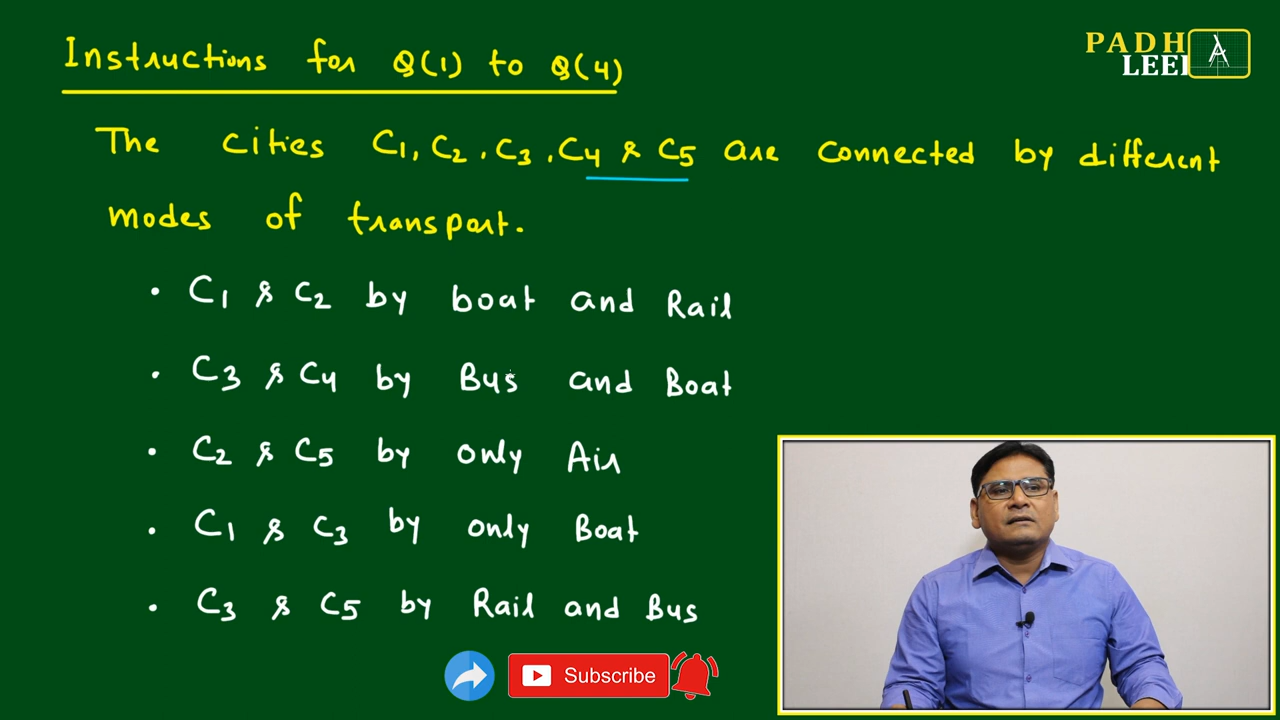 Instructions for Q(1) to Q(4)
PADH
LEE
The cities C1, C2, C3, C4 & C5 are connected by different
modes of transport.
• C1 & C2 by boat and Rail
• C3 & C4 by Bus and Boat
• C2 & C5 by only Air
• C1 & C3 by only Boat
• C3 & C5 by Rail and Bus
Subscribe